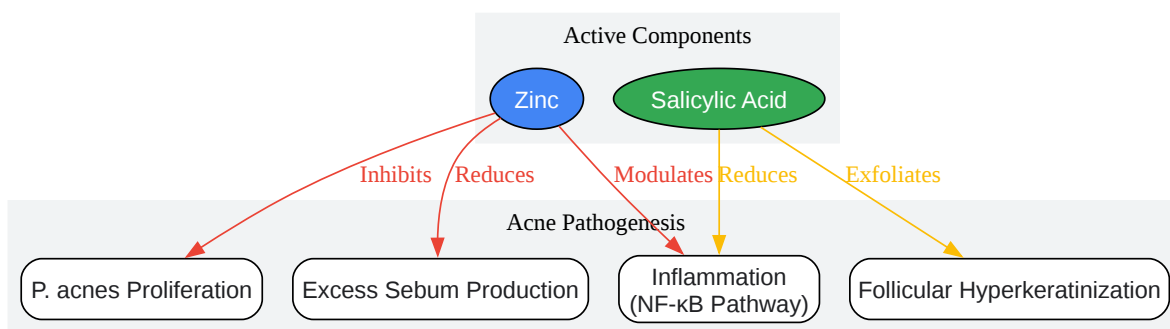 Active Components
Zinc
Salicylic Acid
Inhibits
Reduces
Modulates
Reduces
Exfoliates
Acne Pathogenesis
P. acnes Proliferation
Excess Sebum Production
Inflammation
(NF-κB Pathway)
Follicular Hyperkeratinization